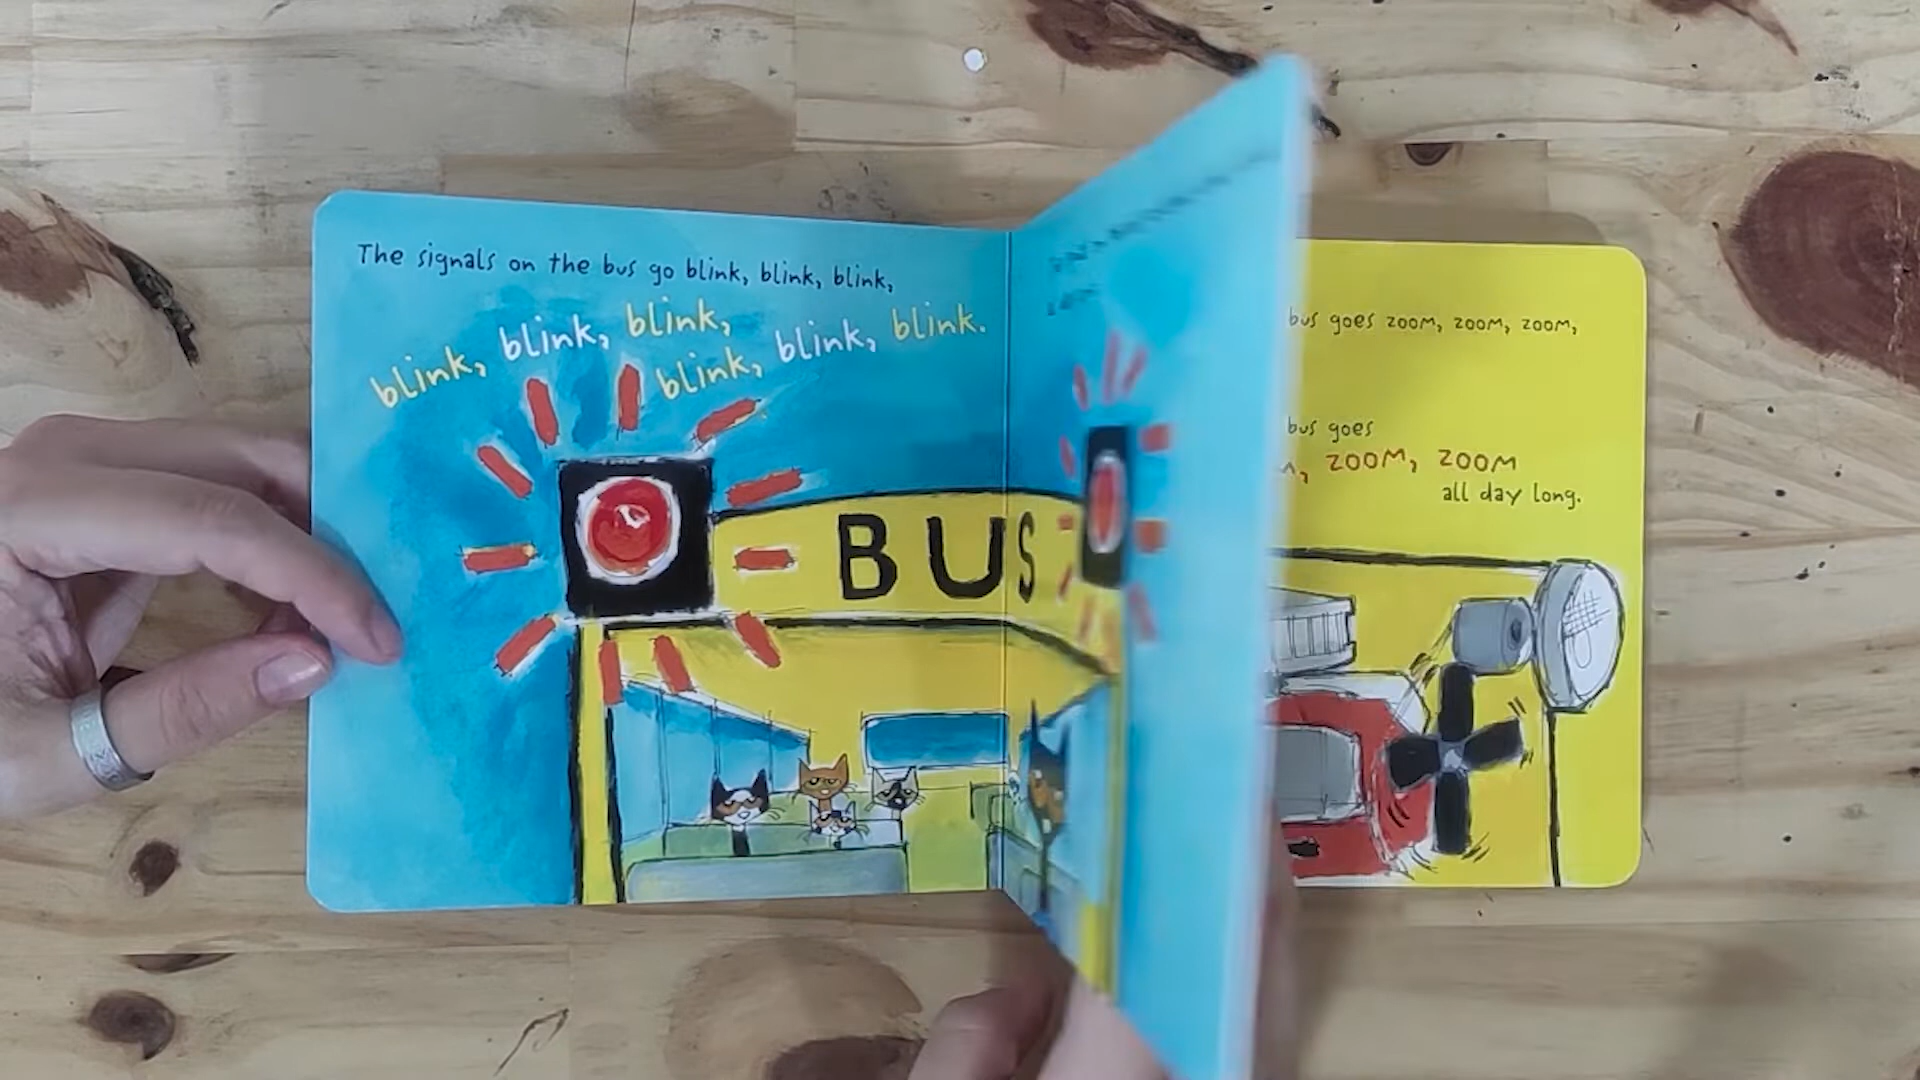 The signals on the bus go blink, blink, blink,
blink, blink, blink,
blink, blink, blink.
BUS
bus goes zoom, zoom, zoom,
bus goes
zoom, zoom
all day long.